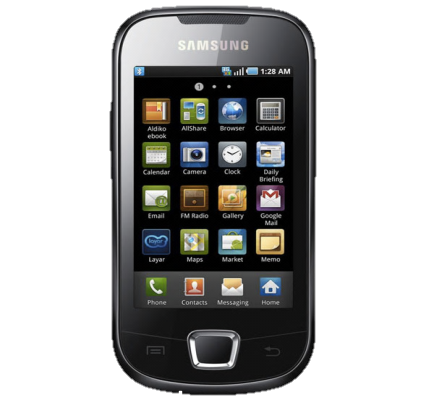 SAMSUNG
1:28 AM
1
Aldiko ebook
AllShare
Browser
Calculator
Calendar
Camera
Clock
Daily Briefing
Email
FM Radio
Gallery
Google Mail
layar
Layar
Maps
Market
Memo
Phone
Contacts
Messaging
Home